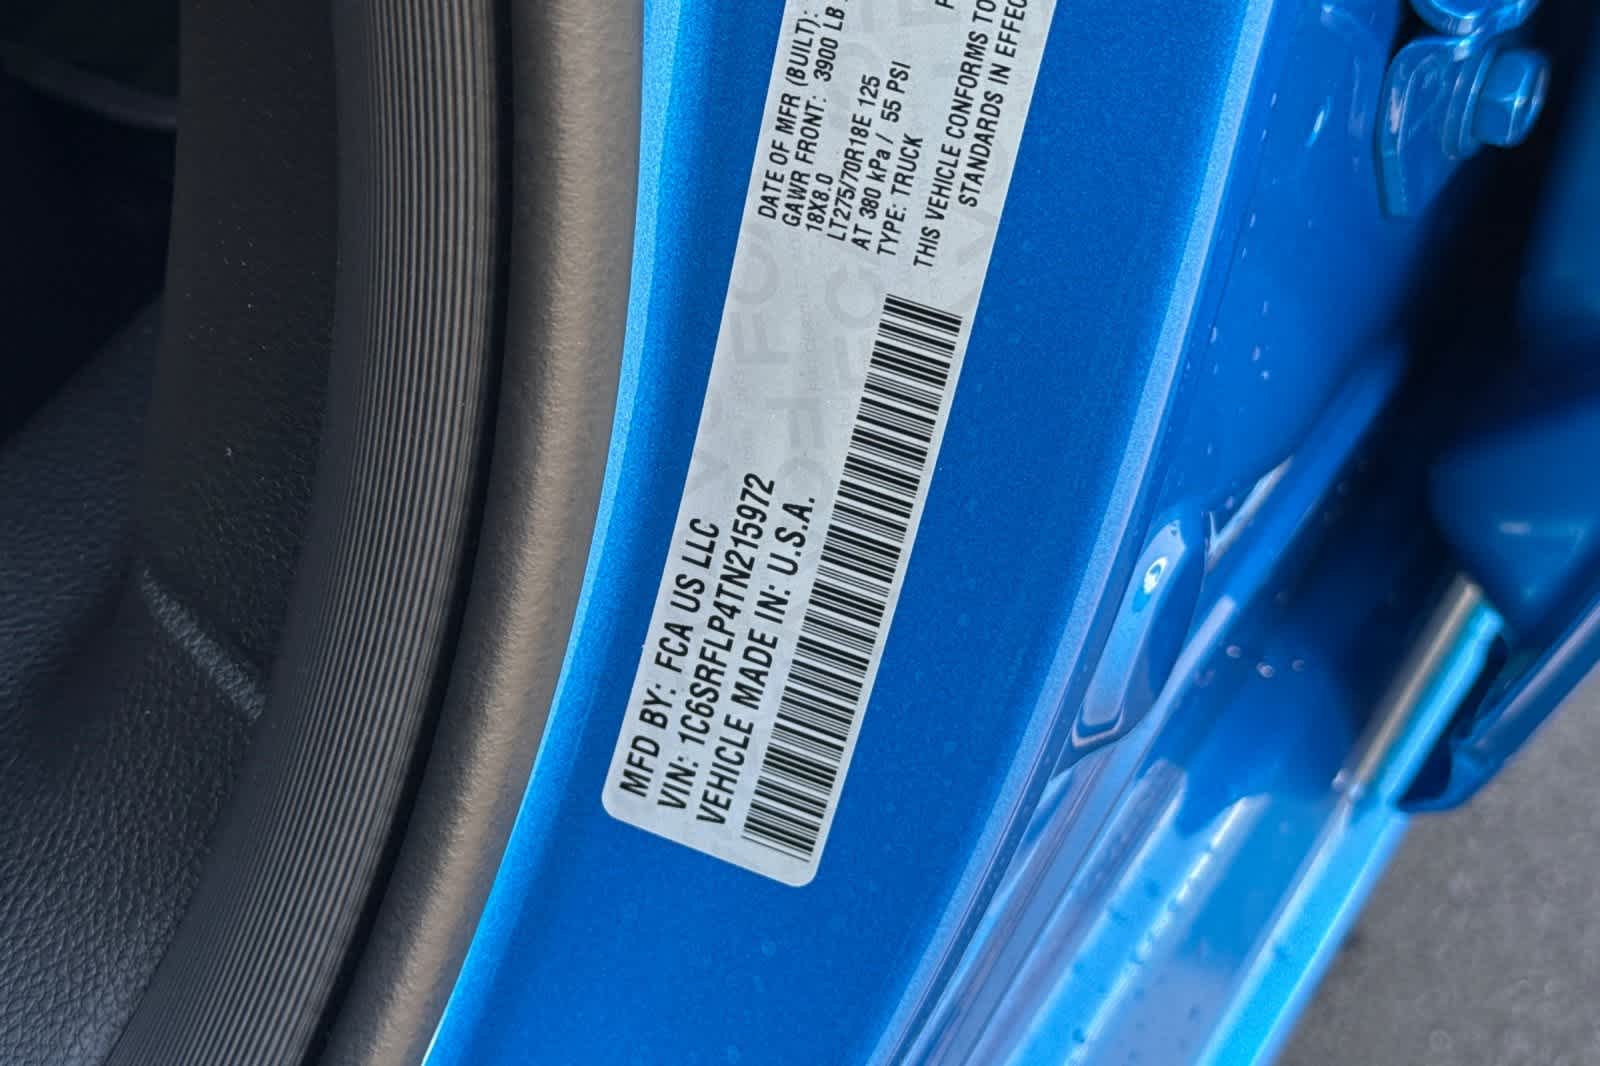 MFD BY: FCA US LLC
VIN: 1C6SRFLP4TN215972
VEHICLE MADE IN: U.S.A.
DATE OF MFR (BUILT):
GAWR FRONT: 3900 LB
18X8.0
LT275/70R18E 125
AT 380 kPa / 55 PSI
TYPE: TRUCK
THIS VEHICLE CONFORMS TO
STANDARDS IN EFFEC